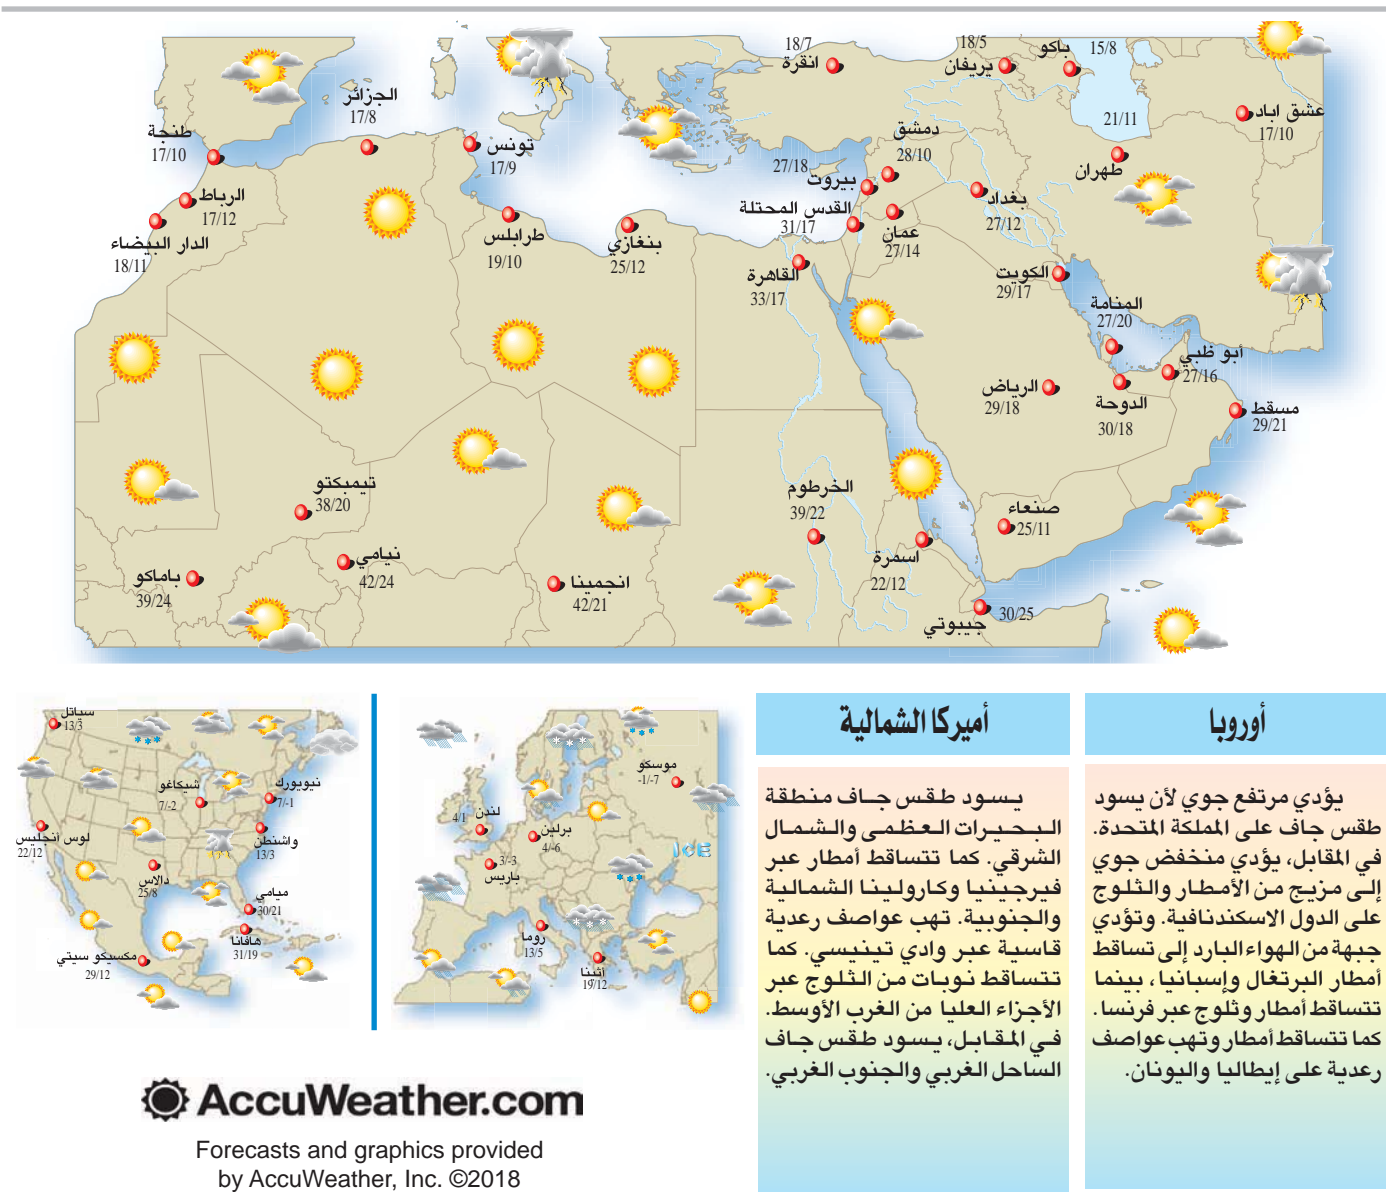 18/7
انقرة
18/5
يريفان
باكو
15/8
21/11
طهران
عشق اباد
17/10
الجزائر
17/8
طنجة
17/10
تونس
17/9
دمشق
28/10
27/18
بيروت
بغداد
27/12
الرباط
17/12
القدس المحتلة
31/17
عمان
27/14
الدار البيضاء
18/11
طرابلس
19/10
بنغازي
25/12
القاهرة
33/17
الكويت
29/17
المنامة
27/20
أبو ظبي
27/16
الرياض
29/18
الدوحة
30/18
مسقط
29/21
تيمبكتو
38/20
الخرطوم
39/22
صنعاء
25/11
اسمرة
22/12
نيامي
42/24
باماكو
39/24
انجمينا
42/21
30/25
جيبوتي
أوروبا
يؤدي مرتفع جوي لأن يسود
طقس جاف على المملكة المتحدة.
في المقابل، يؤدي منخفض جوي
إلى مزيج من الأمطار والثلوج
على الدول الاسكندنافية. وتؤدي
جبهة من الهواء البارد إلى تساقط
أمطار البرتغال وإسبانيا، بينما
تتساقط أمطار وثلوج عبر فرنسا.
كما تتساقط أمطار وتهب عواصف
رعدية على إيطاليا واليونان.
أميركا الشمالية
يسود طقس جاف منطقة
البحيرات العظمى والشمال
الشرقي. كما تتساقط أمطار عبر
فيرجينيا وكارولينا الشمالية
والجنوبية. تهب عواصف رعدية
قاسية عبر وادي تينيسي. كما
تتساقط نوبات من الثلوج عبر
الأجزاء العليا من الغرب الأوسط.
في المقابل، يسود طقس جاف
الساحل الغربي والجنوب الغربي.
موسكو
-1/-7
لندن
4/1
برلين
4/-6
3/-3
باريس
ICE
روما
13/5
أثينا
19/12
سياتل
13/3
شيكاغو
7/-2
نيويورك
7/-1
لوس أنجليس
22/12
واشنطن
13/3
دالاس
25/8
ميامي
30/21
هافانا
31/19
مكسيكو سيتي
29/12
AccuWeather.com
Forecasts and graphics provided
by AccuWeather, Inc. ©2018